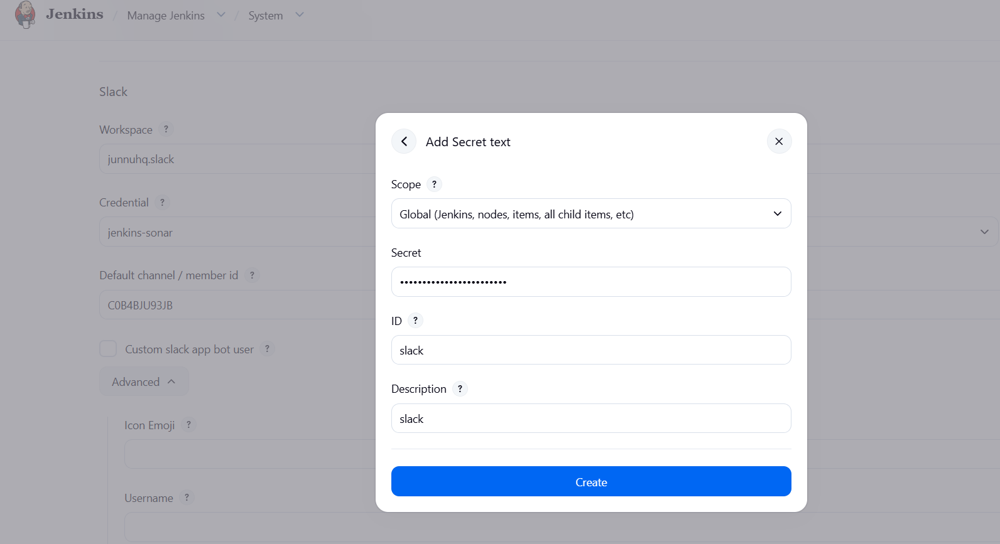 Jenkins / Manage Jenkins / System
Slack
Workspace ?
junnuhq.slack
Credential ?
jenkins-sonar
Default channel / member id ?
C0B4BJU93JB
Custom slack app bot user ?
Advanced
Icon Emoji ?
Username ?
Add Secret text
Scope ?
Global (Jenkins, nodes, items, all child items, etc)
Secret
••••••••••••••••••••••••
ID ?
slack
Description ?
slack
Create